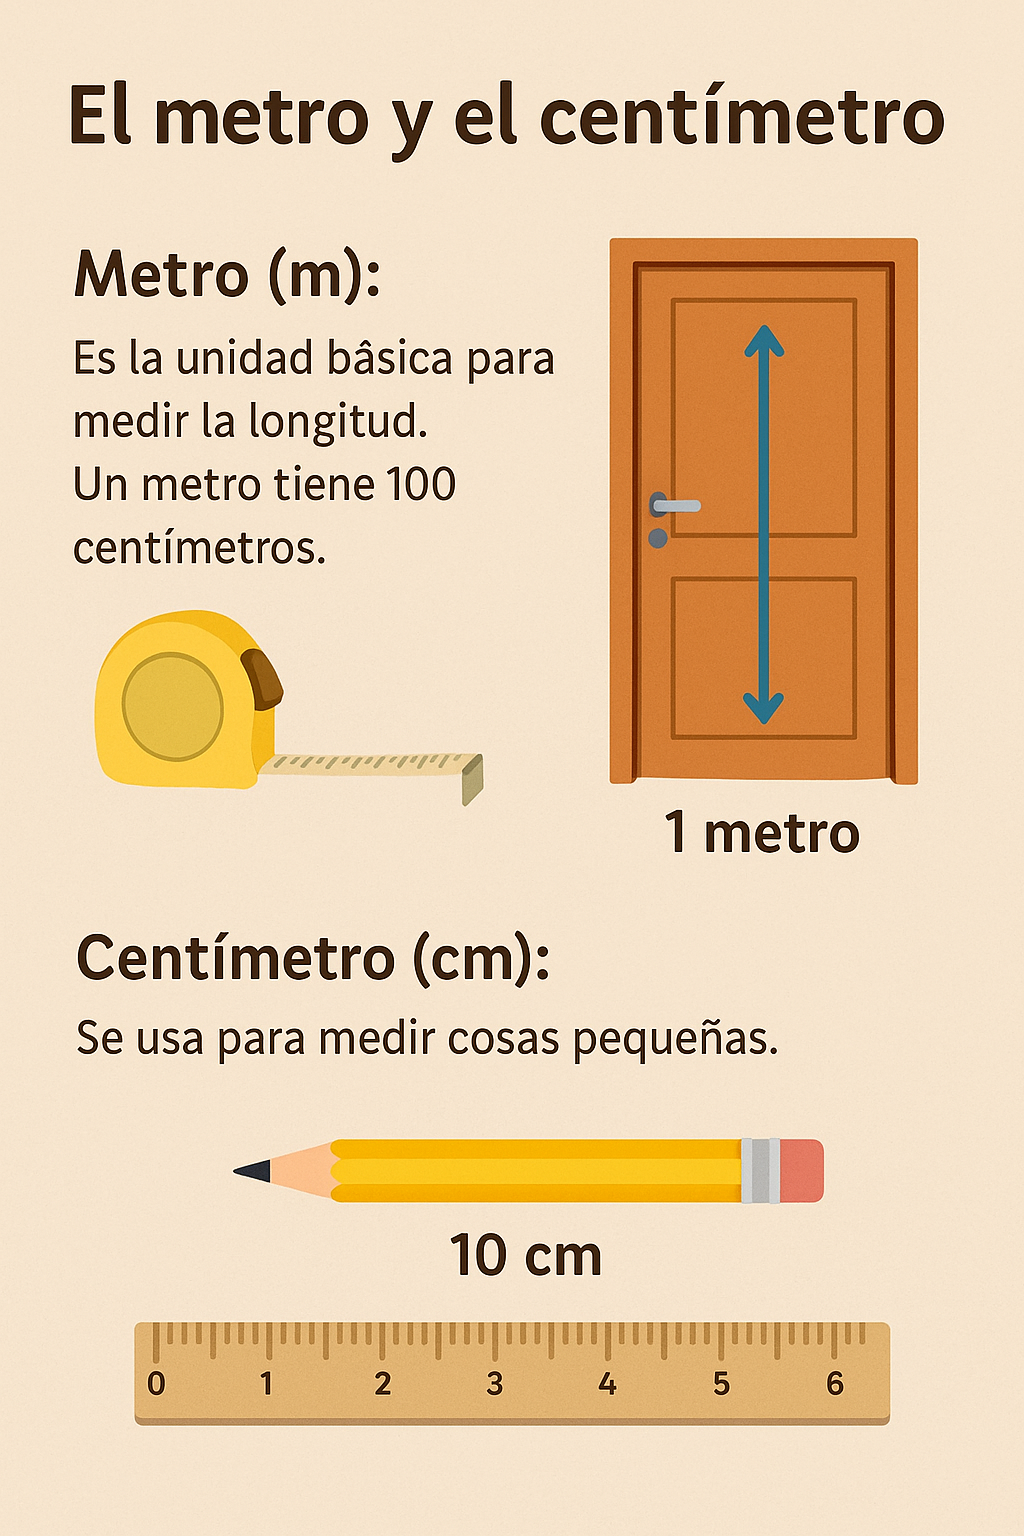 El metro y el centímetro
Metro (m):
Es la unidad bâsica para
medir la longitud.
Un metro tiene 100
centímetros.
1 metro
Centímetro (cm):
Se usa para medir cosas pequeñas.
10 cm
0 1 2 3 4 5 6